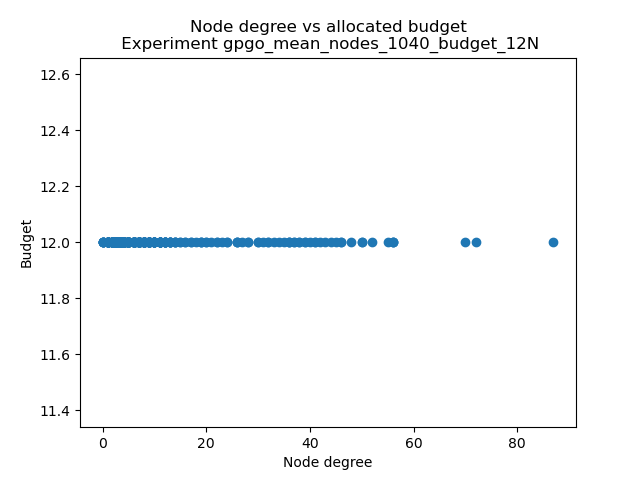 Node degree vs allocated budget
Experiment gpgo_mean_nodes_1040_budget_12N
12.6
12.4
12.2
12.0
11.8
11.6
11.4
Budget
0 20 40 60 80
Node degree